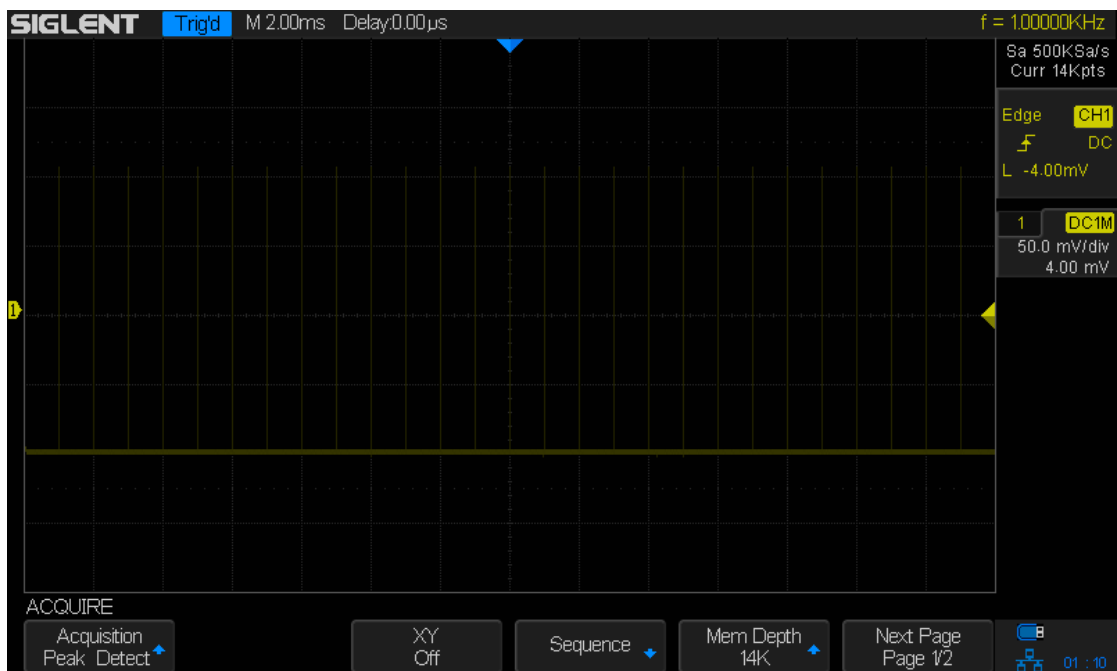 SIGLENT Trig'd M 2.00ms Delay:0.00µs f = 1.00000KHz
Sa 500KSa/s
Curr 14Kpts
Edge CH1
DC
L -4.00mV
1 DC1M
50.0 mV/div
4.00 mV
1
ACQUIRE
Acquisition
Peak Detect
XY
Off
Sequence
Mem Depth
14K
Next Page
Page 1/2
01 : 10